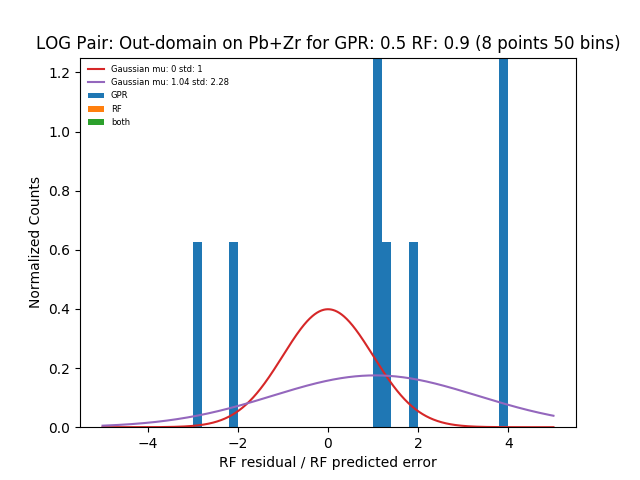 LOG Pair: Out-domain on Pb+Zr for GPR: 0.5 RF: 0.9 (8 points 50 bins)
Gaussian mu: 0 std: 1
Gaussian mu: 1.04 std: 2.28
GPR
RF
both
1.2
1.0
0.8
0.6
0.4
0.2
0.0
Normalized Counts
−4
−2
0
2
4
RF residual / RF predicted error